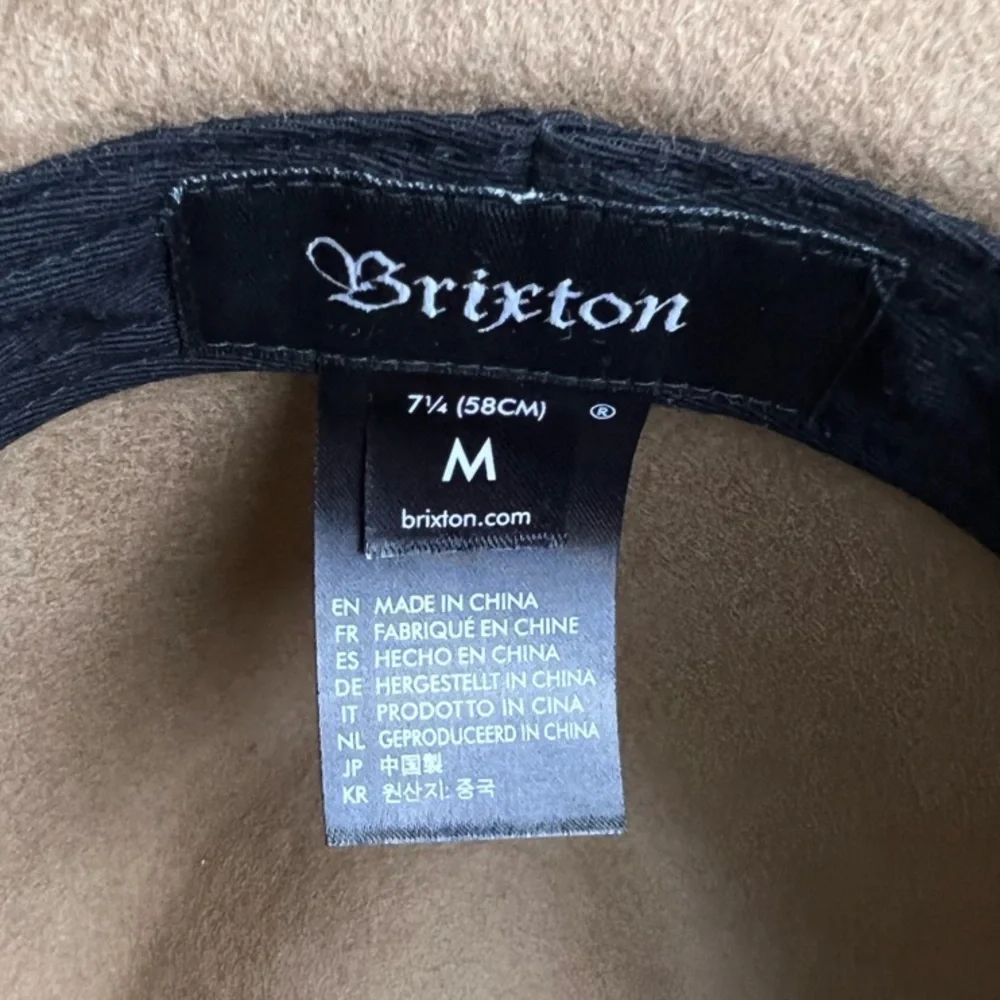 Brixton
7¼ (58CM) ®
M
brixton.com
EN MADE IN CHINA
FR FABRIQUÉ EN CHINE
ES HECHO EN CHINA
DE HERGESTELLT IN CHINA
IT PRODOTTO IN CINA
NL GEPRODUCEERD IN CHINA
JP 中国製
KR 원산지: 중국